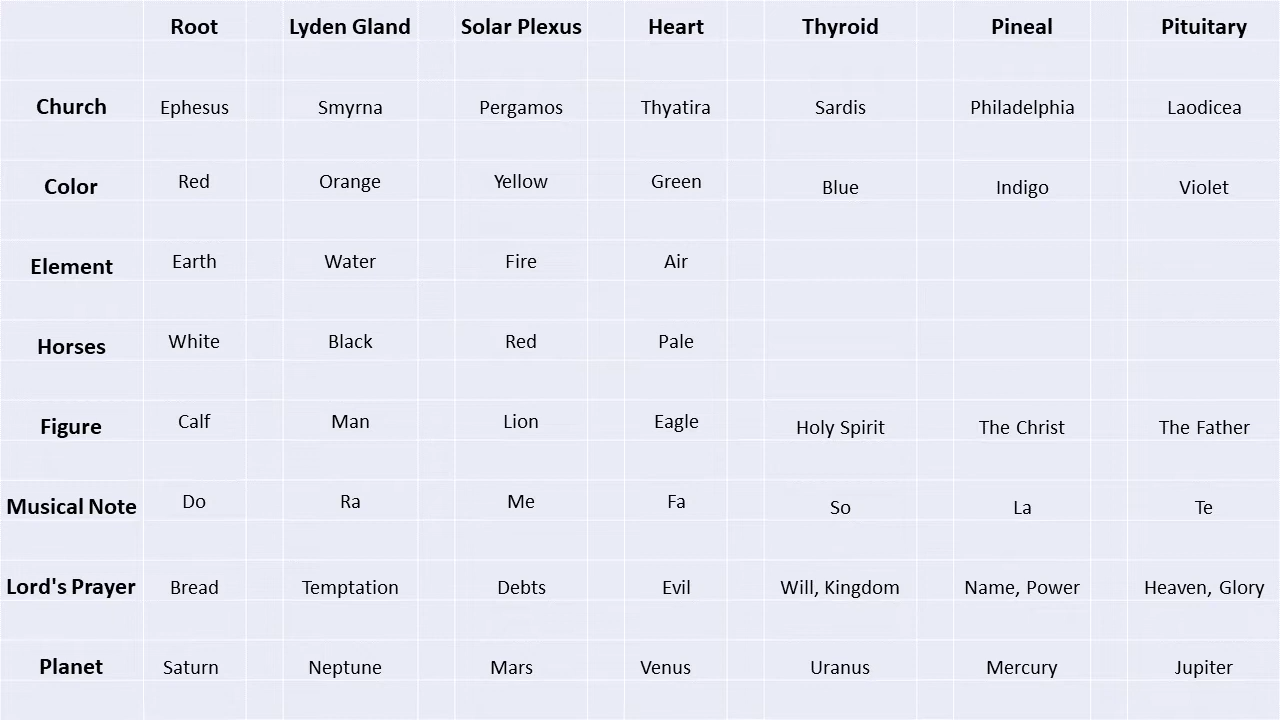 Root Lyden Gland Solar Plexus Heart Thyroid Pineal Pituitary
Church Ephesus Smyrna Pergamos Thyatira Sardis Philadelphia Laodicea
Color Red Orange Yellow Green Blue Indigo Violet
Element Earth Water Fire Air
Horses White Black Red Pale
Figure Calf Man Lion Eagle Holy Spirit The Christ The Father
Musical Note Do Ra Me Fa So La Te
Lord's Prayer Bread Temptation Debts Evil Will, Kingdom Name, Power Heaven, Glory
Planet Saturn Neptune Mars Venus Uranus Mercury Jupiter